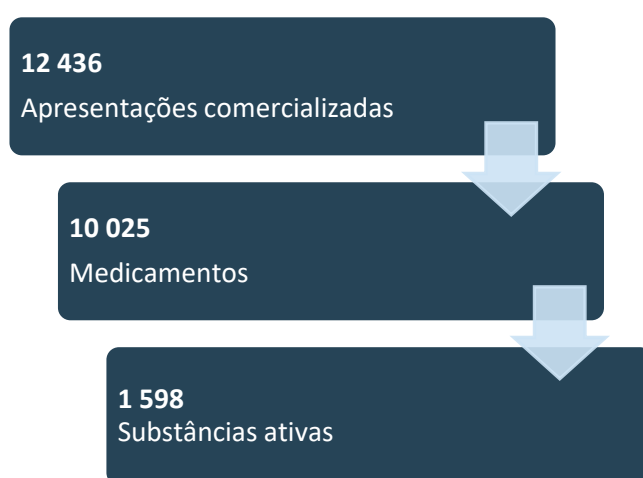 12 436
Apresentações comercializadas
10 025
Medicamentos
1 598
Substâncias ativas